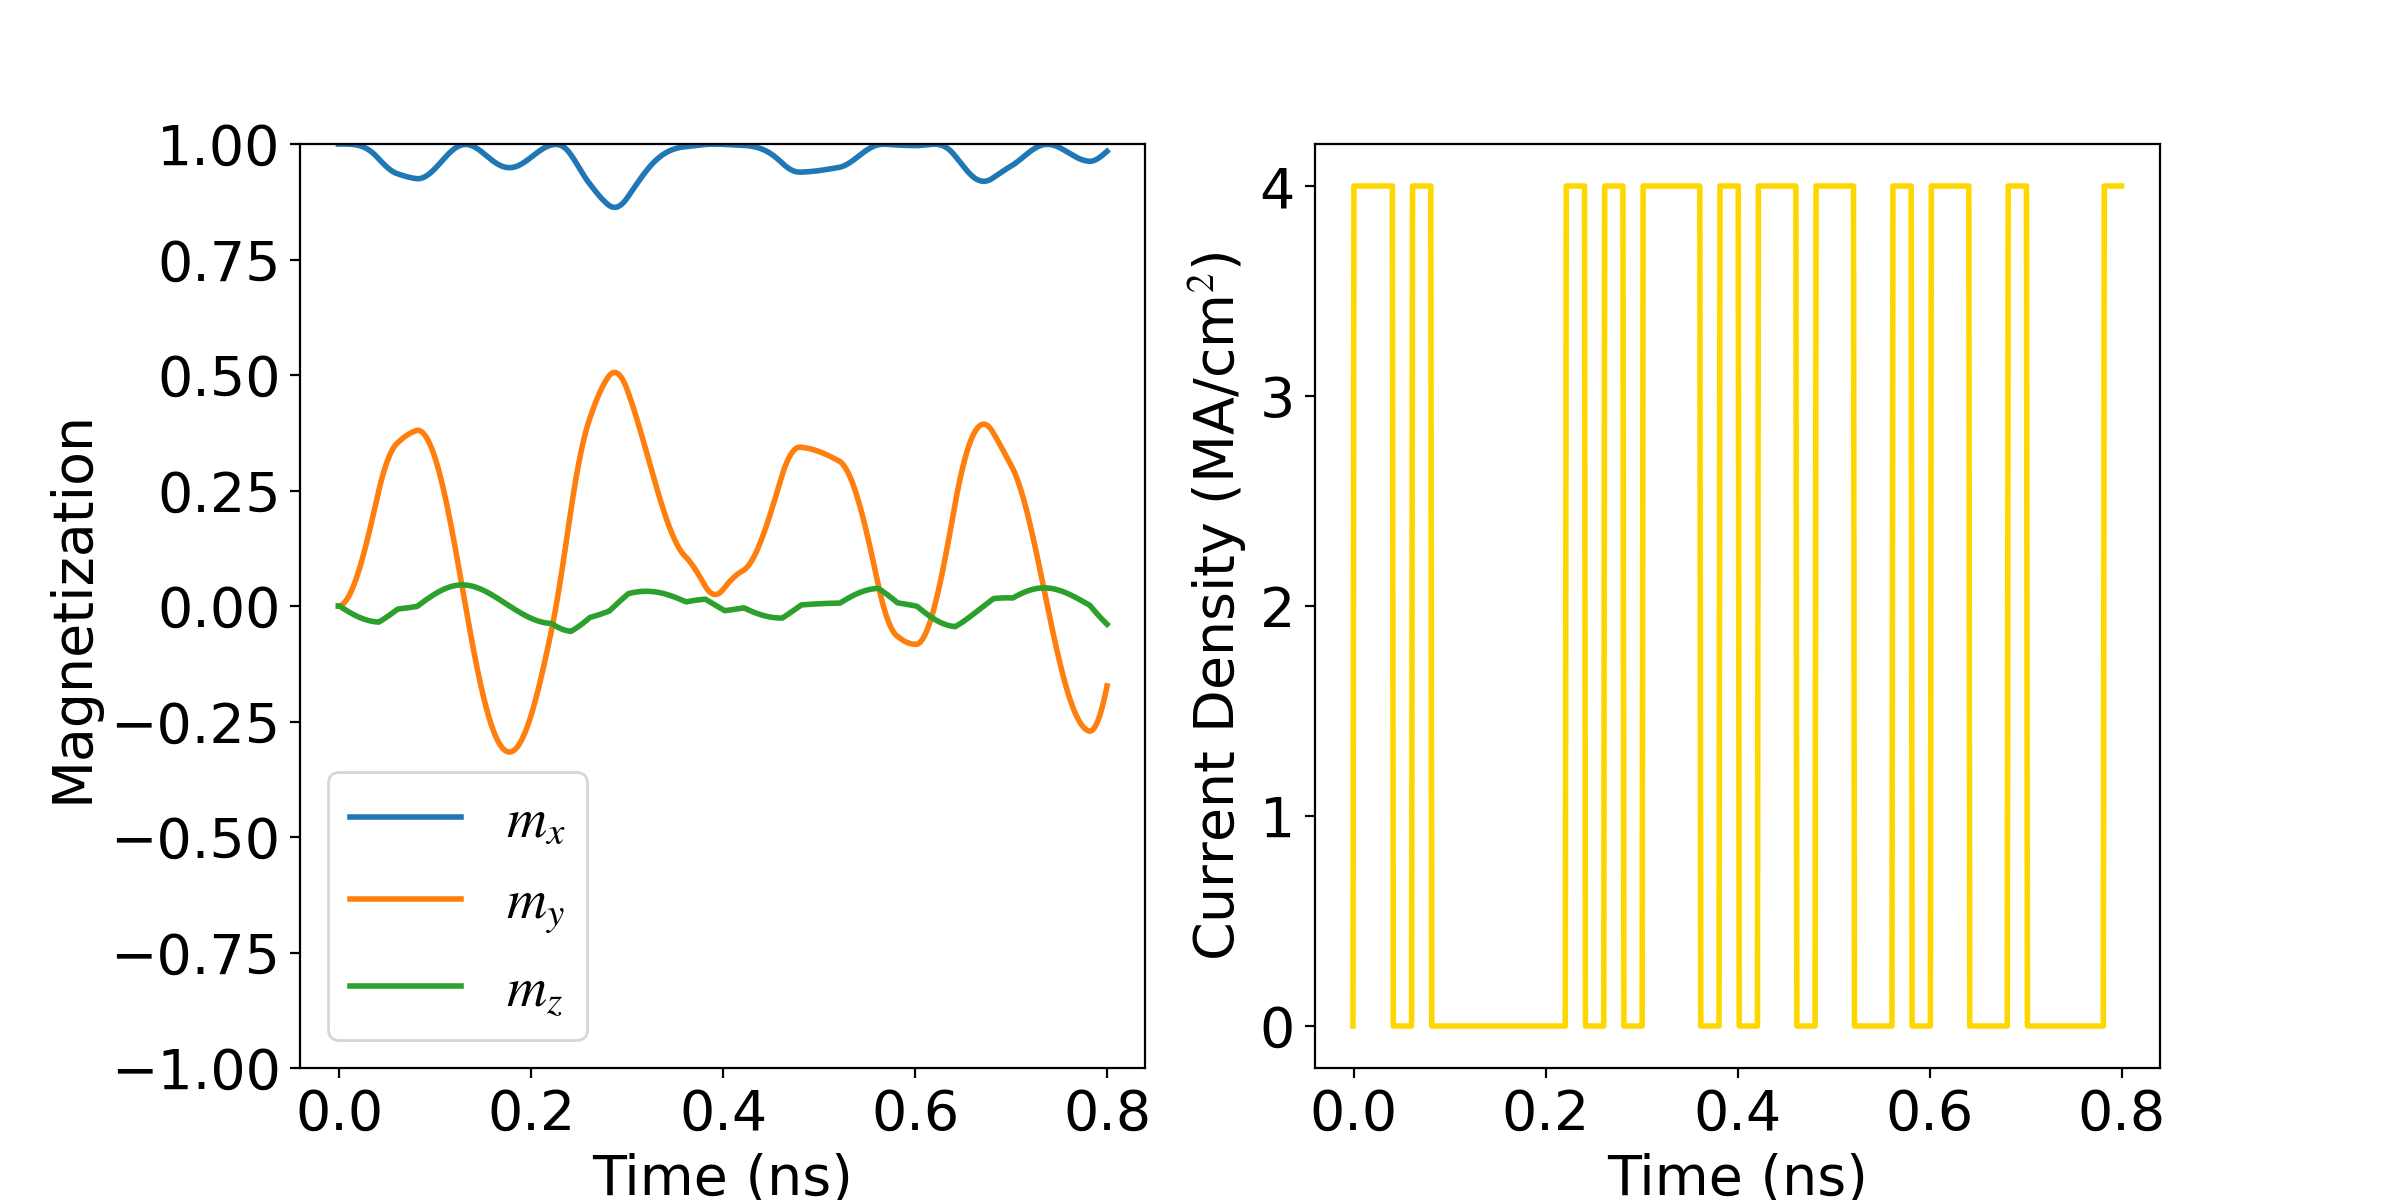 1.00
0.75
0.50
0.25
0.00
−0.25
−0.50
−0.75
−1.00
Magnetization
m_x
m_y
m_z
0.0 0.2 0.4 0.6 0.8
Time (ns)
4
3
2
1
0
Current Density (MA/cm²)
0.0 0.2 0.4 0.6 0.8
Time (ns)